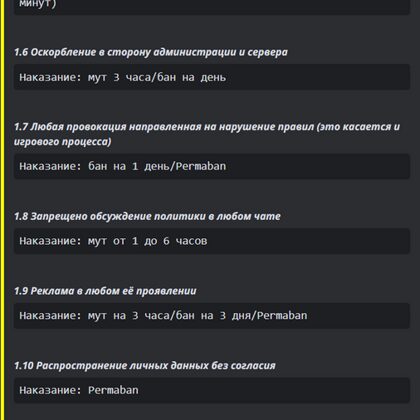 минут)
1.6 Оскорбление в сторону администрации и сервера
Наказание: мут 3 часа/бан на день
1.7 Любая провокация направленная на нарушение правил (это касается и
игрового процесса)
Наказание: бан на 1 день/Permaban
1.8 Запрещено обсуждение политики в любом чате
Наказание: мут от 1 до 6 часов
1.9 Реклама в любом её проявлении
Наказание: мут на 3 часа/бан на 3 дня/Permaban
1.10 Распространение личных данных без согласия
Наказание: Permaban